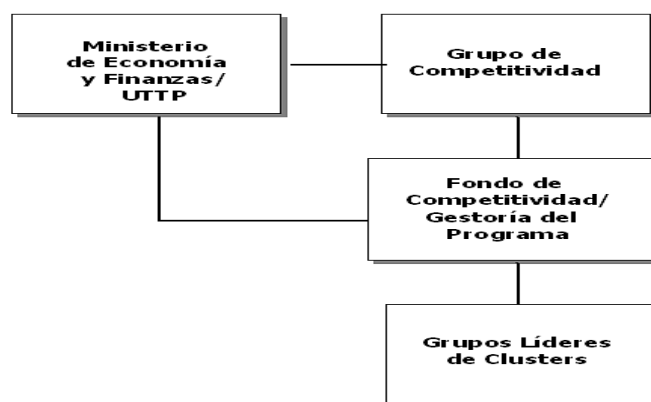 Ministerio
de Economía
y Finanzas/
UTTP
Grupo de
Competitividad
Fondo de
Competitividad/
Gestoría del
Programa
Grupos Líderes
de Clusters